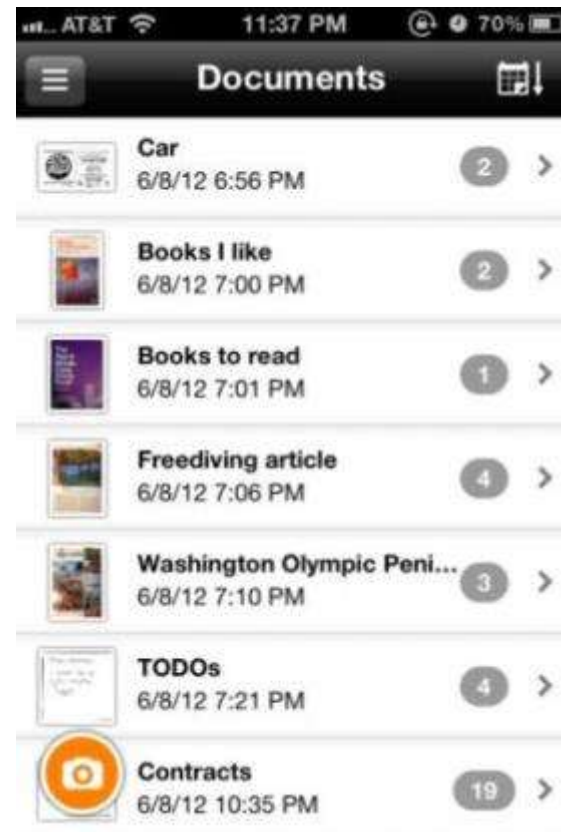 AT&T 11:37 PM 70%
Documents
Car
6/8/12 6:56 PM
2
Books I like
6/8/12 7:00 PM
2
Books to read
6/8/12 7:01 PM
1
Freediving article
6/8/12 7:06 PM
4
Washington Olympic Peni...
6/8/12 7:10 PM
3
TODOs
6/8/12 7:21 PM
4
Contracts
6/8/12 10:35 PM
19